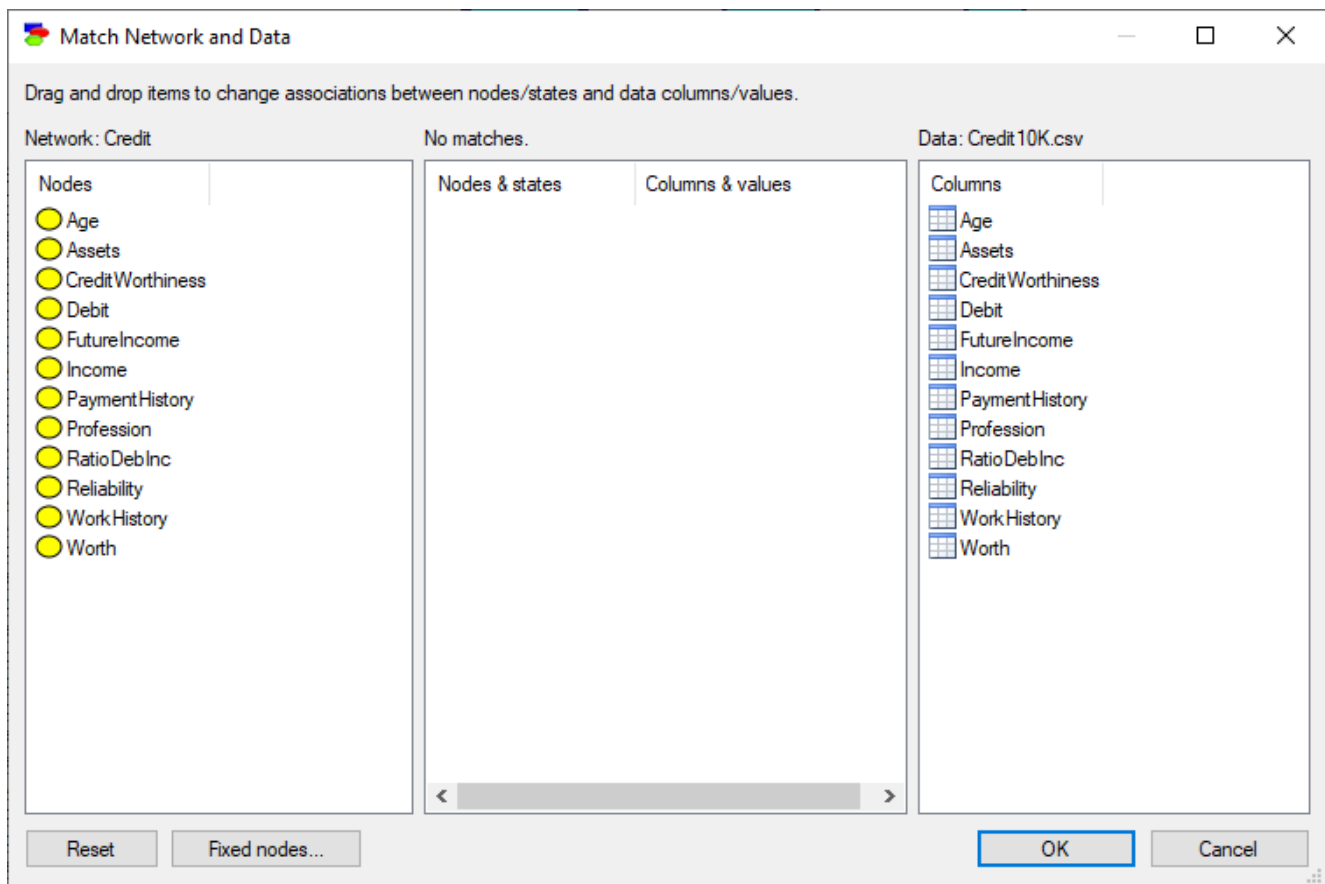 Match Network and Data
Drag and drop items to change associations between nodes/states and data columns/values.
Network: Credit
No matches.
Data: Credit10K.csv
Nodes
Age
Assets
CreditWorthiness
Debit
FutureIncome
Income
PaymentHistory
Profession
RatioDebInc
Reliability
WorkHistory
Worth
Nodes & states
Columns & values
Columns
Age
Assets
CreditWorthiness
Debit
FutureIncome
Income
PaymentHistory
Profession
RatioDebInc
Reliability
WorkHistory
Worth
Reset
Fixed nodes...
OK
Cancel